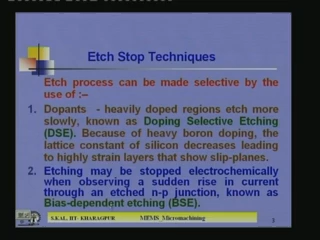 Etch Stop Techniques
Etch process can be made selective by the
use of :–
1. Dopants - heavily doped regions etch more
slowly, known as Doping Selective Etching
(DSE). Because of heavy boron doping, the
lattice constant of silicon decreases leading
to highly strain layers that show slip-planes.
2. Etching may be stopped electrochemically
when observing a sudden rise in current
through an etched n-p junction, known as
Bias-dependent etching (BSE).
S.KAL, IIT- KHARAGPUR MEMS_Micromachining 3